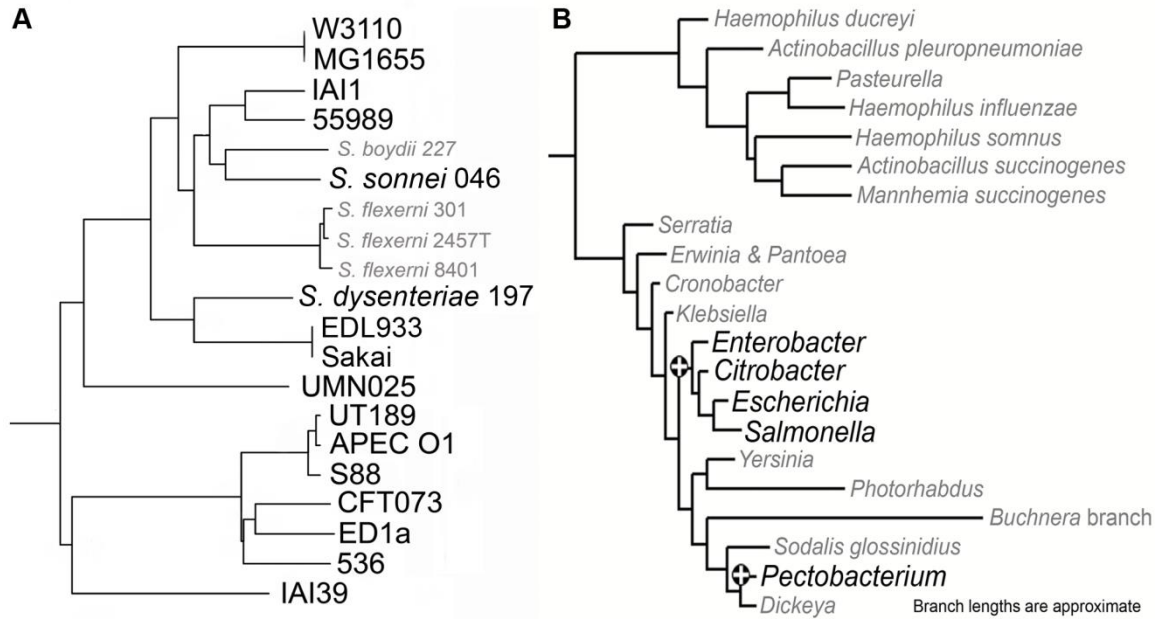 A
W3110
MG1655
IAI1
55989
S. boydii 227
S. sonnei 046
S. flexerni 301
S. flexerni 2457T
S. flexerni 8401
S. dysenteriae 197
EDL933
Sakai
UMN025
UT189
APEC O1
S88
CFT073
ED1a
536
IAI39
B
Haemophilus ducreyi
Actinobacillus pleuropneumoniae
Pasteurella
Haemophilus influenzae
Haemophilus somnus
Actinobacillus succinogenes
Mannhemia succinogenes
Serratia
Erwinia & Pantoea
Cronobacter
Klebsiella
Enterobacter
Citrobacter
Escherichia
Salmonella
Yersinia
Photorhabdus
Buchnera branch
Sodalis glossinidius
Pectobacterium
Dickeya
Branch lengths are approximate